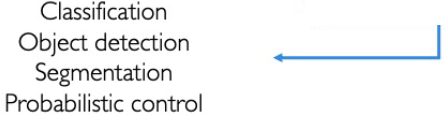 Classification
Object detection
Segmentation
Probabilistic control